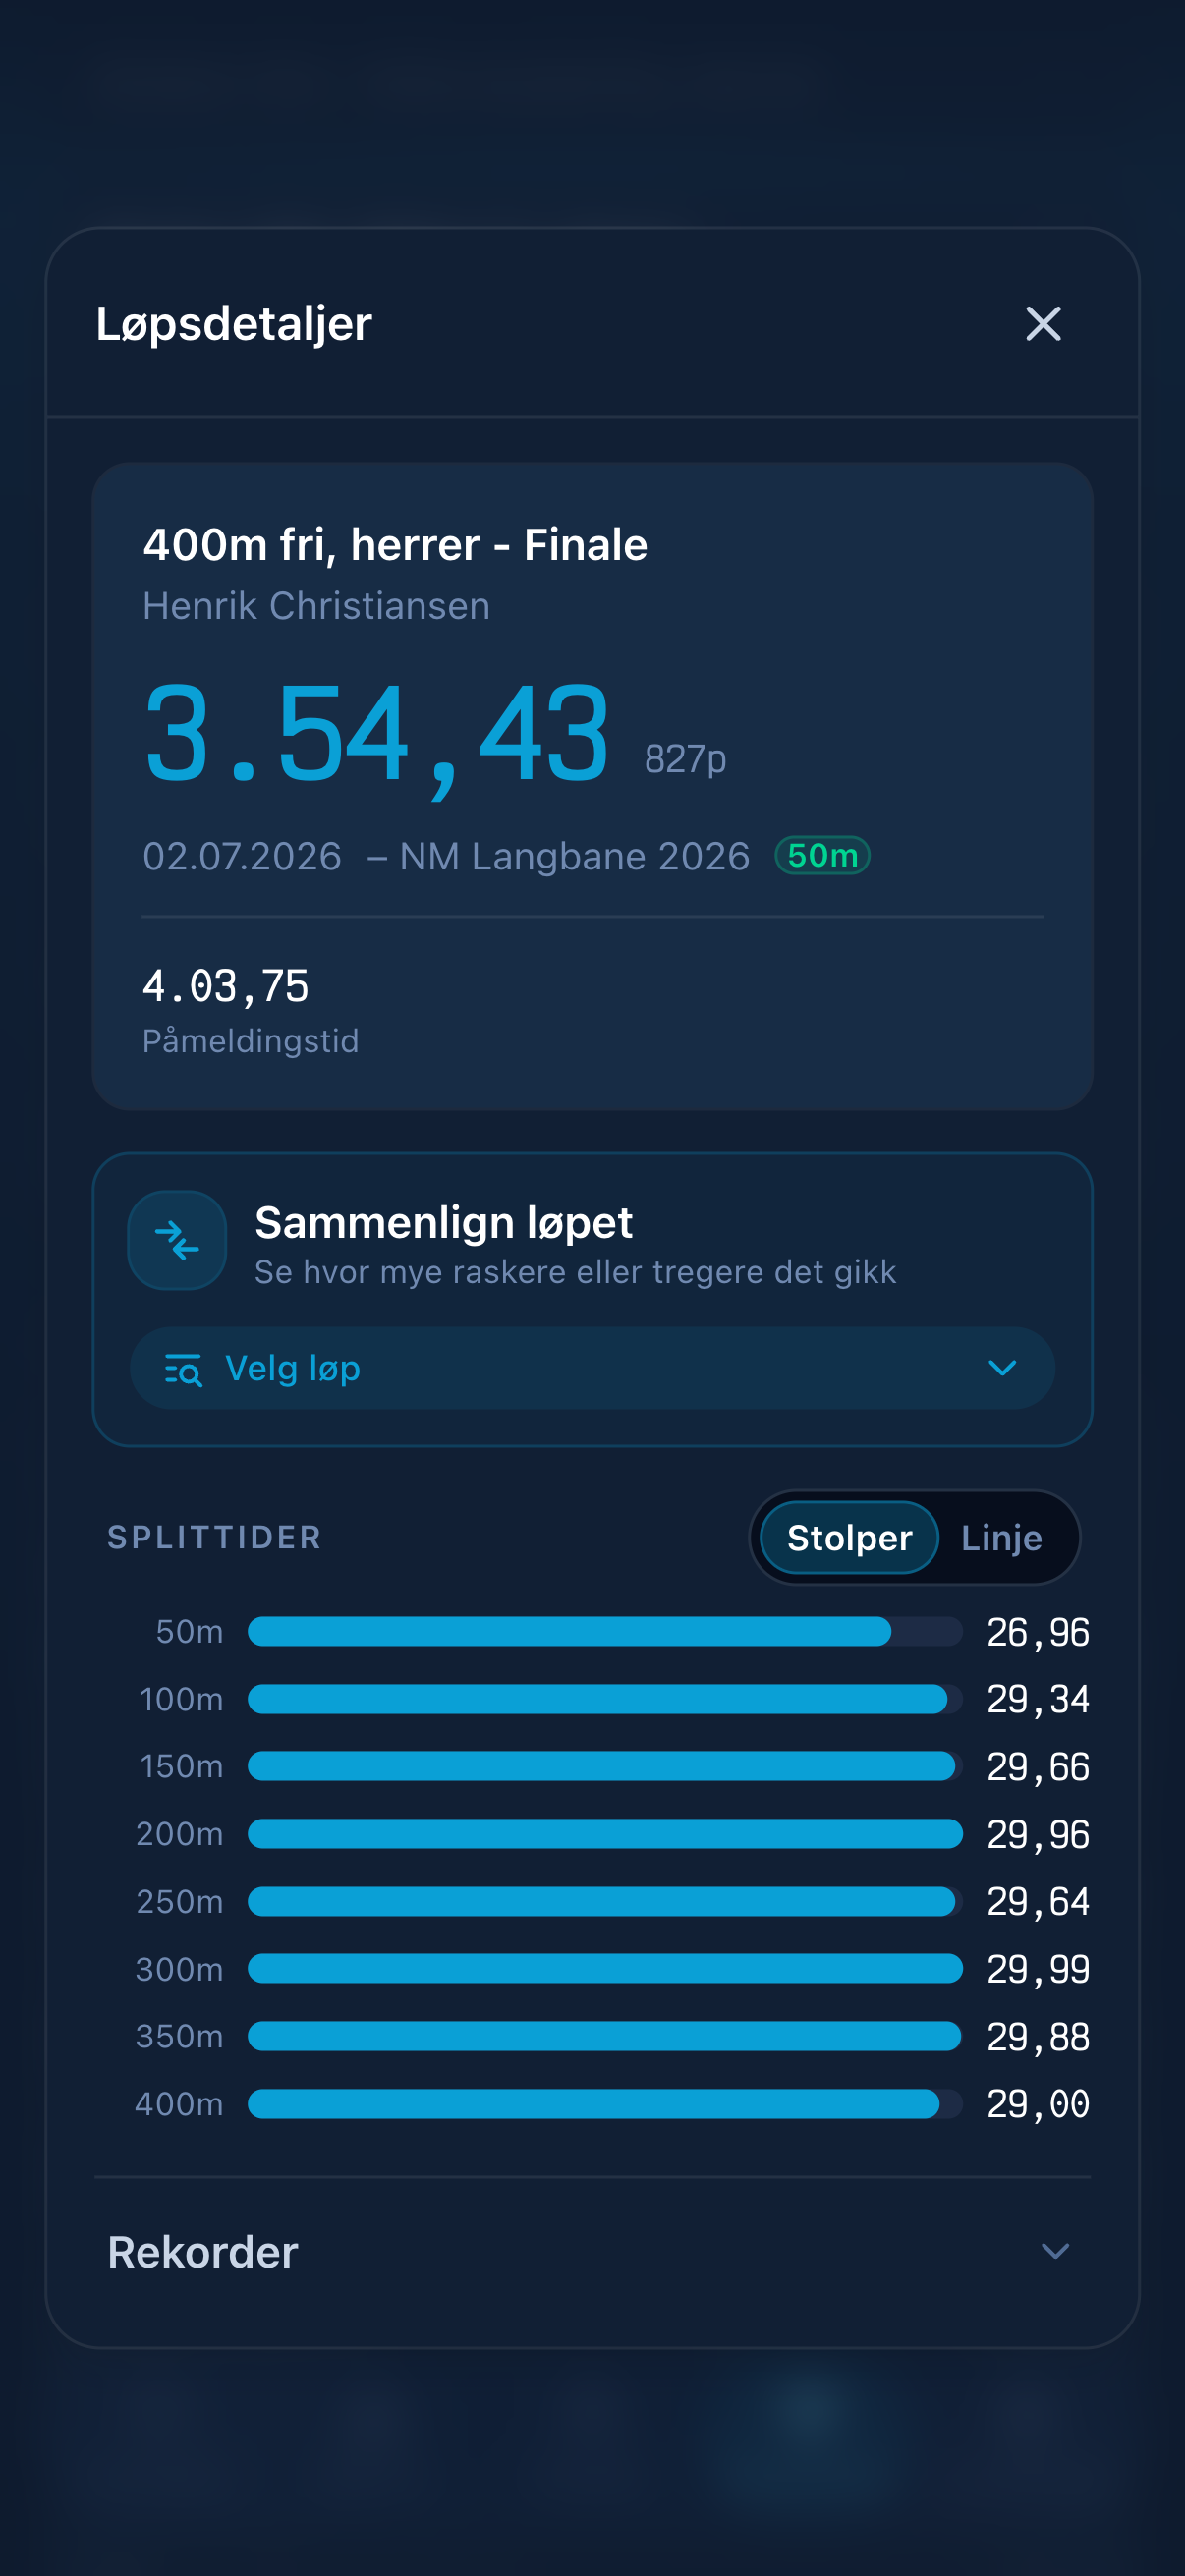 Løpsdetaljer
400m fri, herrer - Finale
Henrik Christiansen
3.54,43 827p
02.07.2026 – NM Langbane 2026 50m
4.03,75
Påmeldingstid
Sammenlign løpet
Se hvor mye raskere eller tregere det gikk
Velg løp
SPLITTIDER Stolper Linje
50m 26,96
100m 29,34
150m 29,66
200m 29,96
250m 29,64
300m 29,99
350m 29,88
400m 29,00
Rekorder